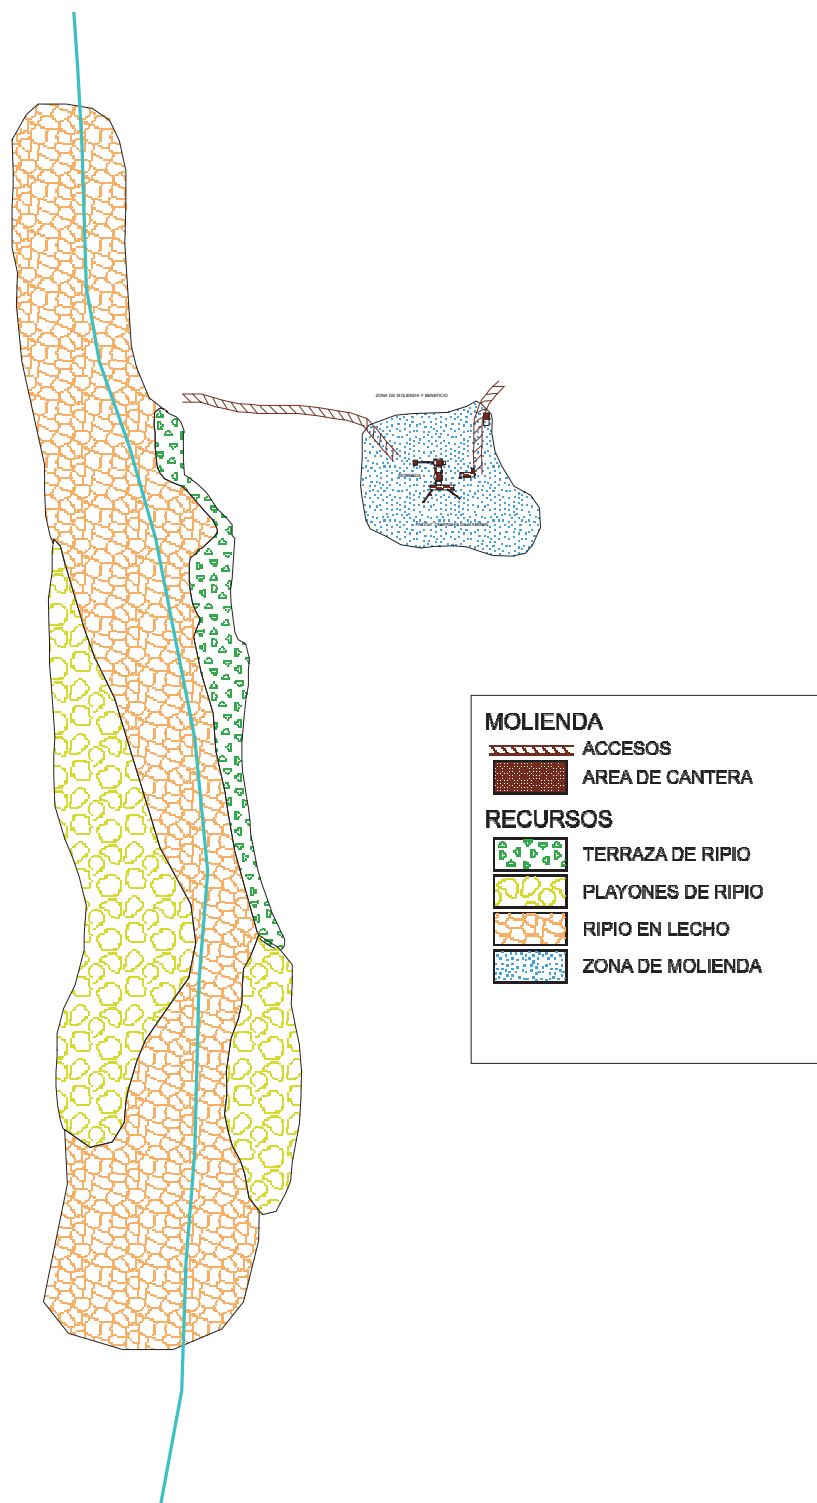 ZONA DE MOLIENDA Y BENEFICIO
MOLIENDA
ACCESOS
AREA DE CANTERA
RECURSOS
TERRAZA DE RIPIO
PLAYONES DE RIPIO
RIPIO EN LECHO
ZONA DE MOLIENDA